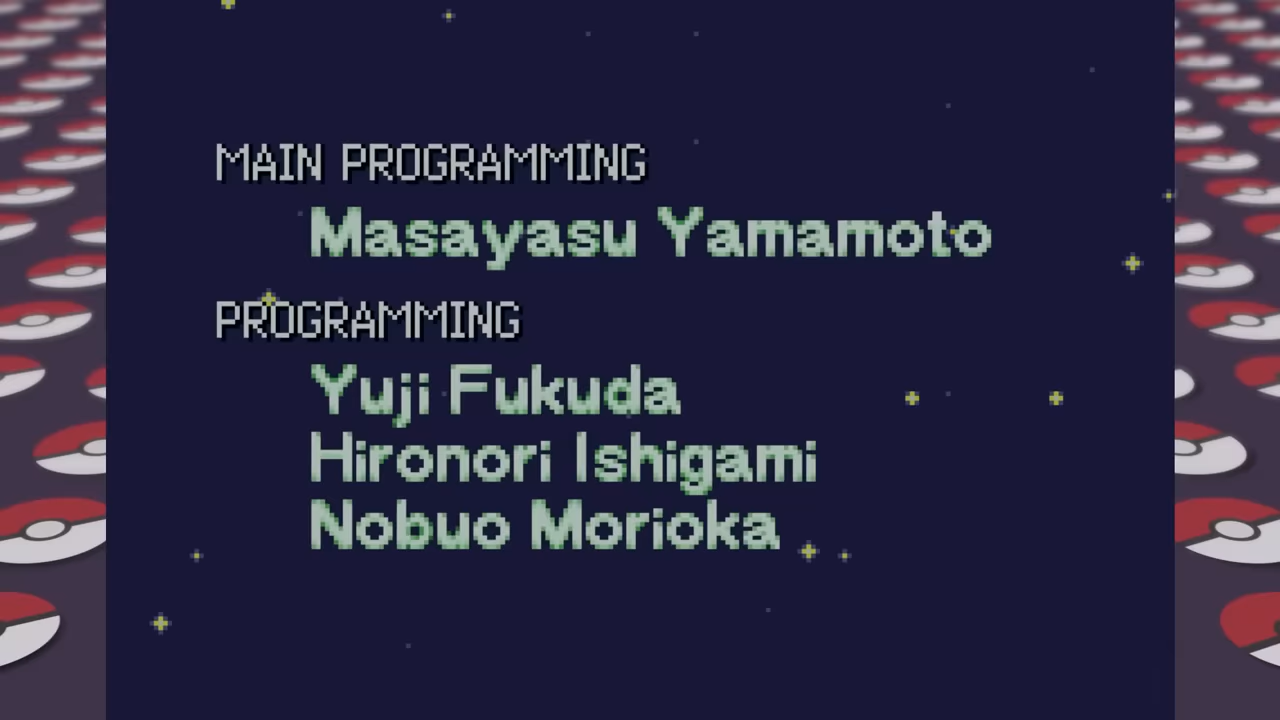 MAIN PROGRAMMING
Masayasu Yamamoto
PROGRAMMING
Yuji Fukuda
Hironori Ishigami
Nobuo Morioka